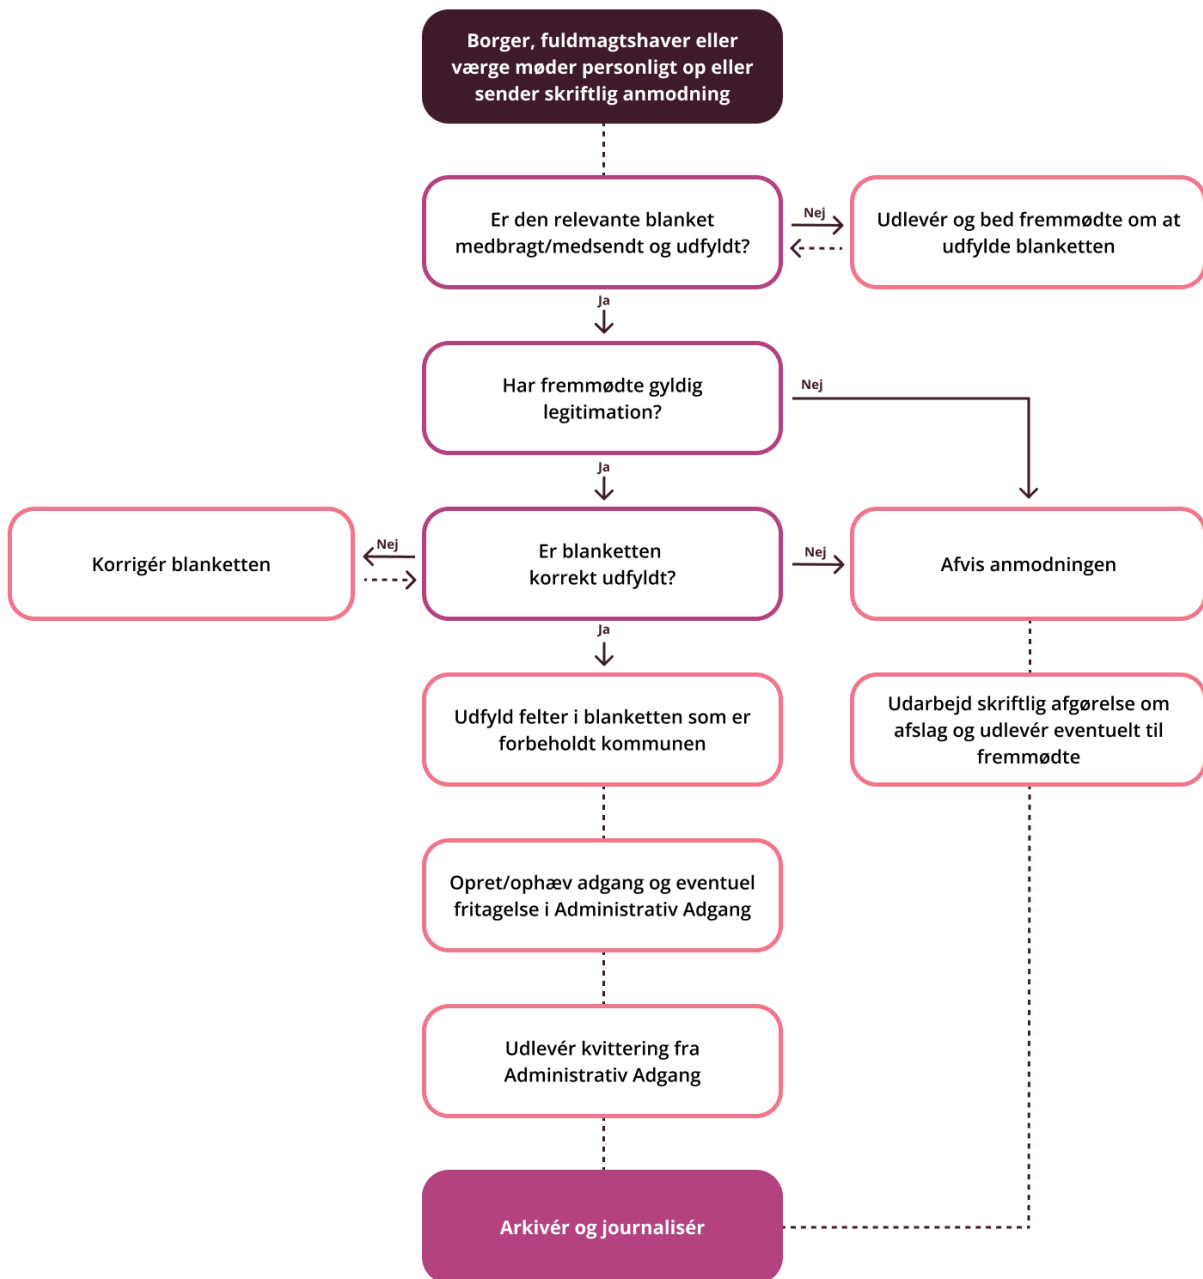 Borger, fuldmagtshaver eller
værge møder personligt op eller
sender skriftlig anmodning
Er den relevante blanket
medbragt/medsendt og udfyldt?
Nej
Udlevér og bed fremmødte om at
udfylde blanketten
Ja
Har fremmødte gyldig
legitimation?
Nej
Ja
Korrigér blanketten
Nej
Er blanketten
korrekt udfyldt?
Nej
Afvis anmodningen
Ja
Udfyld felter i blanketten som er
forbeholdt kommunen
Udarbejd skriftlig afgørelse om
afslag og udlevér eventuelt til
fremmødte
Opret/ophæv adgang og eventuel
fritagelse i Administrativ Adgang
Udlevér kvittering fra
Administrativ Adgang
Arkivér og journalisér